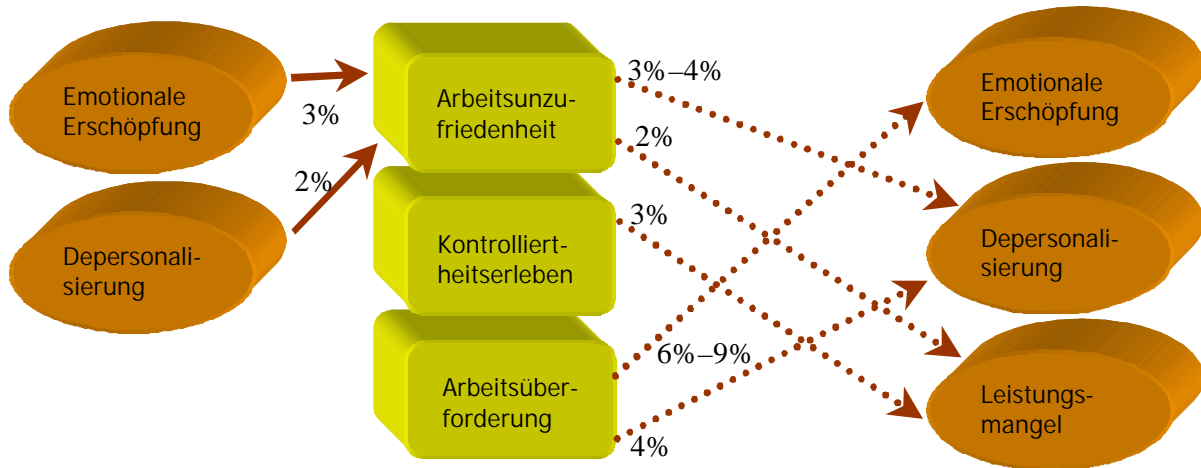 Emotionale
Erschöpfung
3%
2%
Depersonali-
sierung
Arbeitsunzu-
friedenheit
Kontrolliert-
heitserleben
Arbeitsüber-
forderung
3%–4%
2%
3%
6%–9%
4%
Emotionale
Erschöpfung
Depersonali-
sierung
Leistungs-
mangel